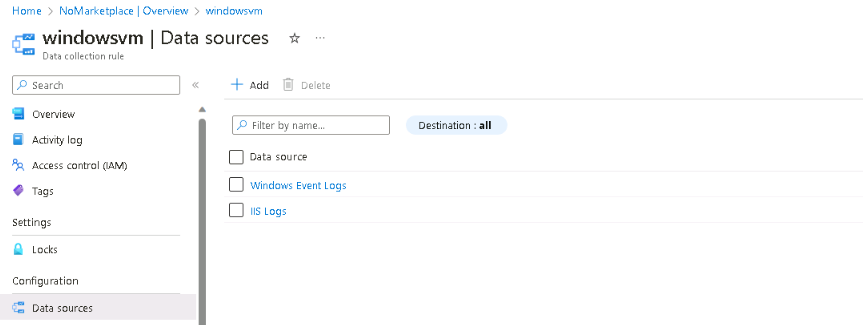 Home > NoMarketplace | Overview > windowsvm
windowsvm | Data sources
Data collection rule
Search
Overview
Activity log
Access control (IAM)
Tags
Settings
Locks
Configuration
Data sources
Add Delete
Filter by name... Destination : all
Data source
Windows Event Logs
IIS Logs